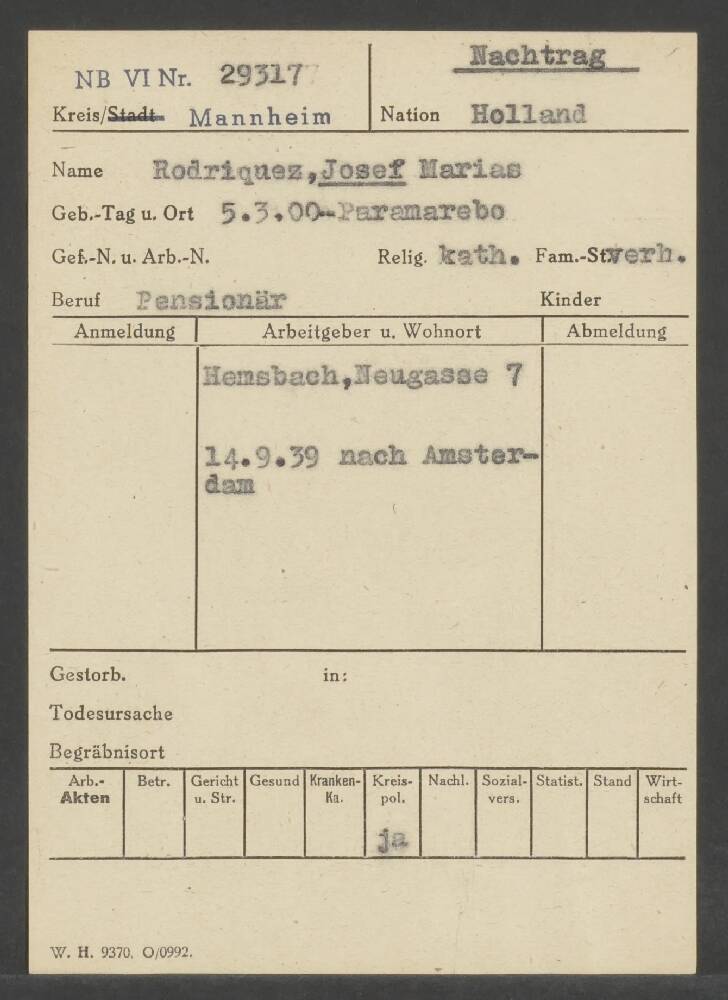 Nachtrag
NB VI Nr. 29317
Kreis/Stadt Mannheim
Nation Holland
Name Rodriquez, Josef Marias
Geb.-Tag u. Ort 5.3.00-Paramarebo
Gef.-N. u. Arb.-N. Relig. kath. Fam.-St. verh.
Beruf Pensionär Kinder
Anmeldung Arbeitgeber u. Wohnort Abmeldung
Hemsbach, Neugasse 7
14.9.39 nach Amster-
dam
Gestorb. in:
Todesursache
Begräbnisort
Arb.- Betr. Gericht Gesund Kranken- Kreis- Nachl. Sozial- Statist. Stand Wirt-
Akten u. Str. Ka. pol. vers. schaft
ja
W. H. 9370. O/0992.